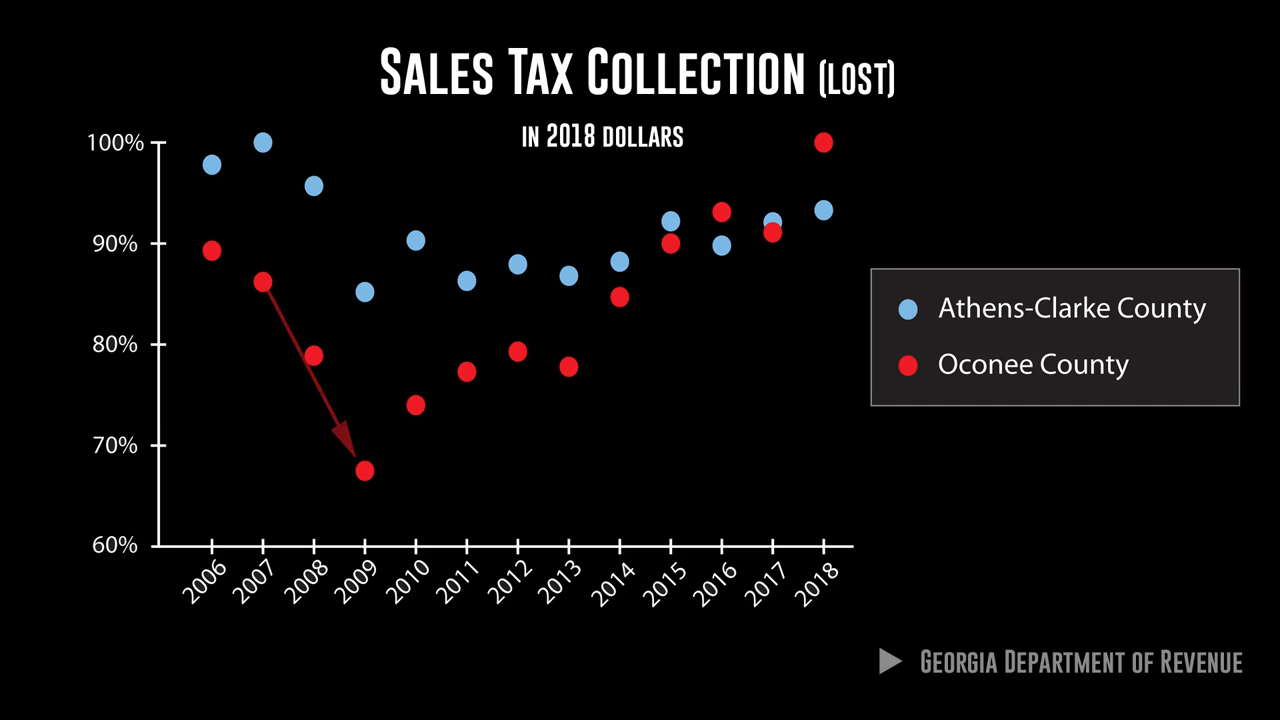 SALES TAX COLLECTION (LOST)
IN 2018 DOLLARS
100%
90%
80%
70%
60%
2006 2007 2008 2009 2010 2011 2012 2013 2014 2015 2016 2017 2018
Athens-Clarke County
Oconee County
GEORGIA DEPARTMENT OF REVENUE